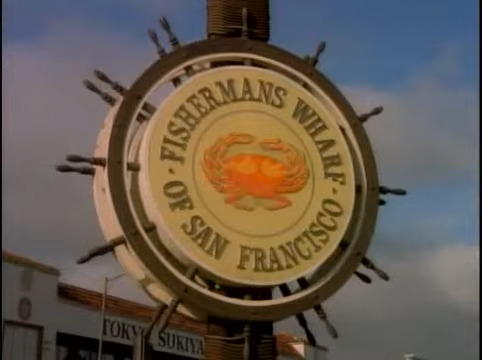 FISHERMANS WHARF
· OF SAN FRANCISCO ·
TOKYO SUKIYA